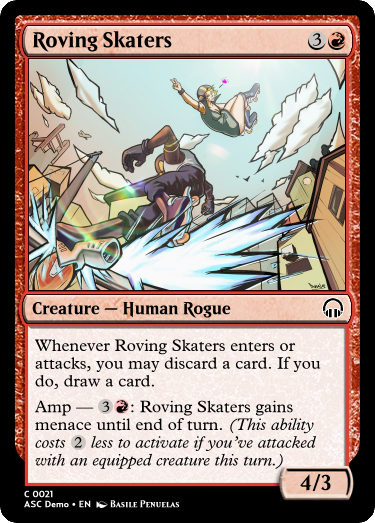 Roving Skaters 3
Creature — Human Rogue
Whenever Roving Skaters enters or
attacks, you may discard a card. If you
do, draw a card.
Amp — 3: Roving Skaters gains
menace until end of turn. (This ability
costs 2 less to activate if you've attacked
with an equipped creature this turn.)
4/3
C 0021
ASC Demo • EN Basile Penuelas